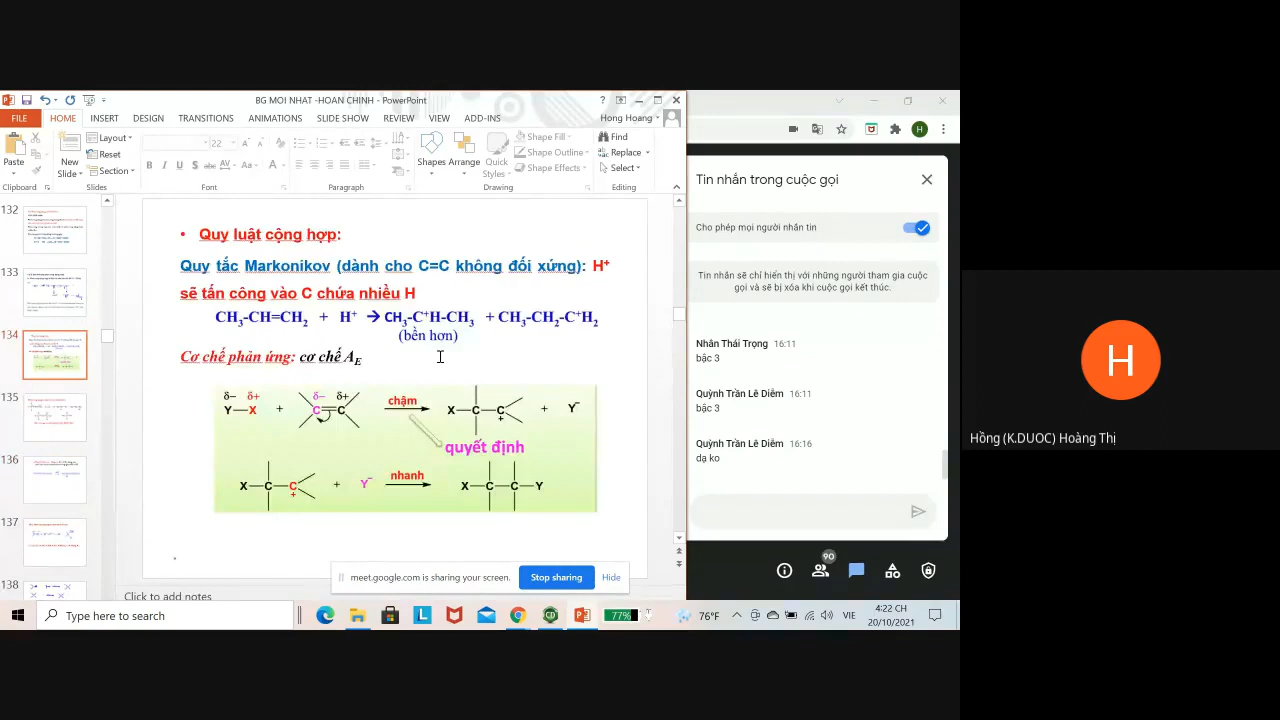 BG MOI NHAT -HOAN CHINH - PowerPoint
FILE HOME INSERT DESIGN TRANSITIONS ANIMATIONS SLIDE SHOW REVIEW VIEW ADD-INS
Hong Hoang
Paste
New Slide
Layout
Reset
Section
22
B I U S abc AV Aa A
Shapes
Arrange
Quick Styles
Shape Fill
Shape Outline
Shape Effects
Find
Replace
Select
Clipboard
Slides
Font
Paragraph
Drawing
Editing
132
133
134
135
136
137
138
• Quy luật cộng hợp:
Quy tắc Markonikov (dành cho C=C không đối xứng): H⁺
sẽ tấn công vào C chứa nhiều H
CH₃-CH=CH₂ + H⁺ → CH₃-C⁺H-CH₃ + CH₃-CH₂-C⁺H₂
(bền hơn)
Cơ chế phản ứng: cơ chế A_E
δ− δ+ δ− δ+
Y—X + C=C chậm X—C—C + + Y⁻
quyết định
X—C—C + + Y⁻ nhanh X—C—C—Y
meet.google.com is sharing your screen.
Stop sharing
Hide
Click to add notes
H
Tin nhắn trong cuộc gọi
Cho phép mọi người nhắn tin
Tin nhắn sẽ chỉ hiển thị với những người tham gia cuộc
gọi và sẽ bị xóa khi cuộc gọi kết thúc.
Nhân Thái Trọng 16:11
bậc 3
Quỳnh Trần Lê Diễm 16:11
bậc 3
Quỳnh Trần Lê Diễm 16:16
dạ ko
90
H
Hồng (K.DUOC) Hoàng Thị
Type here to search
L
CD
77%
76°F
VIE
4:22 CH
20/10/2021